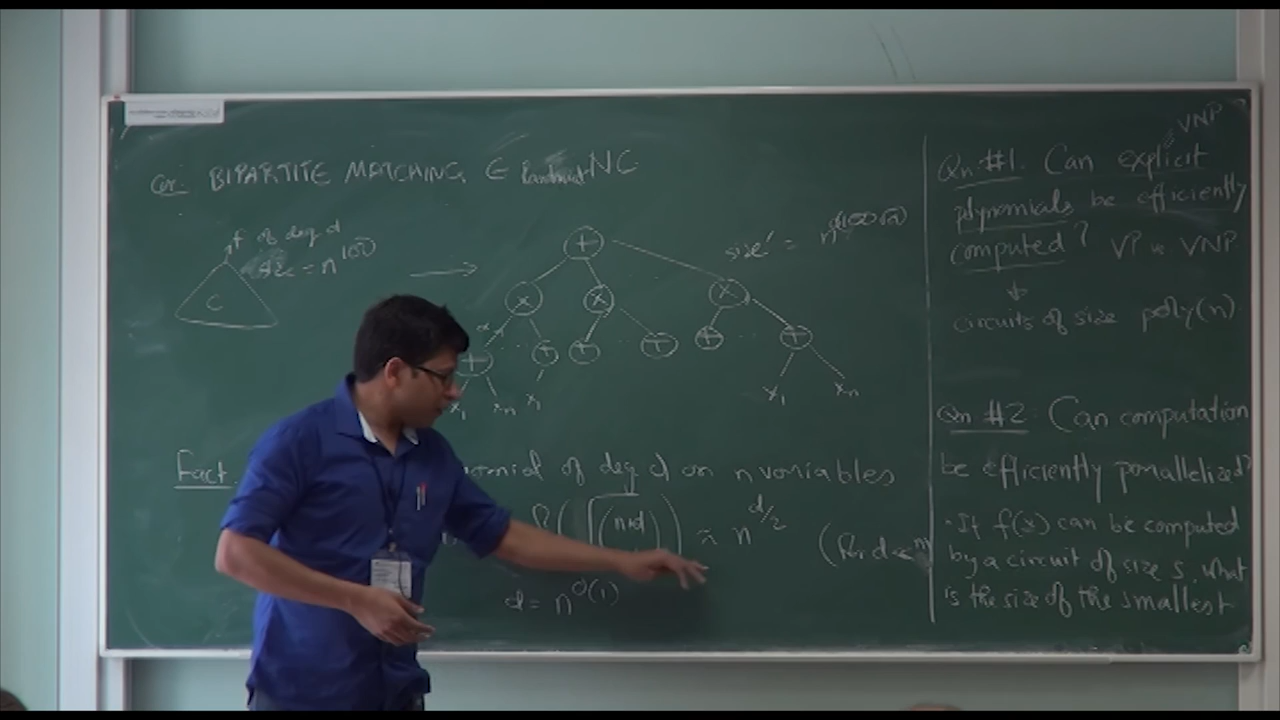 Cor. BIPARTITE MATCHING ∈ NC
f of deg d
size = n^100
C
+
size' =
× × ×
+ + + + + +
x1 xn x1
x1 xn
Fact
of deg d on n variables
Ω( √(n+d d) ) ≈ n^{d/2} (for d << n)
d = n^{o(1)}
VNP
Qn #1. Can explicit
polynomials be efficiently
computed? VP vs VNP
↓
circuits of size poly(n)
Qn #2 Can computation
be efficiently parallelized?
· If f(x) can be computed
by a circuit of size s, what
is the size of the smallest